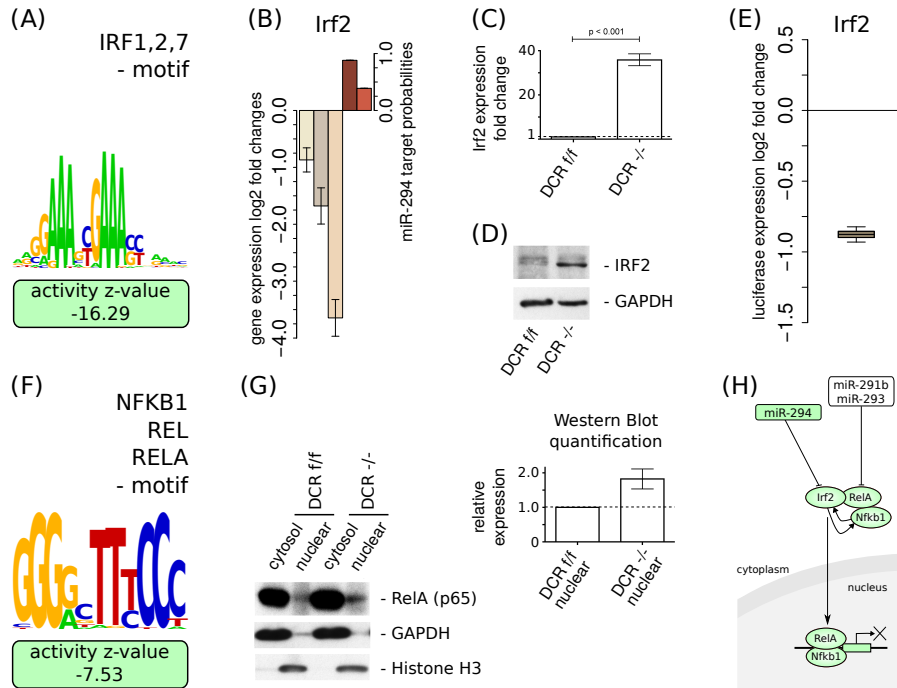 (A)
IRF1,2,7
- motif
activity z-value
-16.29
(B)
Irf2
gene expression log2 fold changes
0.0
−1.0
−2.0
−3.0
−4.0
0.0
1.0
miR-294 target probabilities
(C)
p < 0.001
Irf2 expression
fold change
40
20
1
DCR f/f
DCR -/-
(D)
- IRF2
- GAPDH
DCR f/f
DCR -/-
(E)
Irf2
luciferase expression log2 fold change
0.5
0.0
−0.5
−1.0
−1.5
(F)
NFKB1
REL
RELA
- motif
activity z-value
-7.53
(G)
DCR f/f
DCR -/-
cytosol
nuclear
cytosol
nuclear
- RelA (p65)
- GAPDH
- Histone H3
Western Blot
quantification
relative
expression
2.0
1.0
0
DCR f/f
nuclear
DCR -/-
nuclear
(H)
miR-291b
miR-293
miR-294
Irf2
RelA
Nfkb1
cytoplasm
nucleus
RelA
Nfkb1